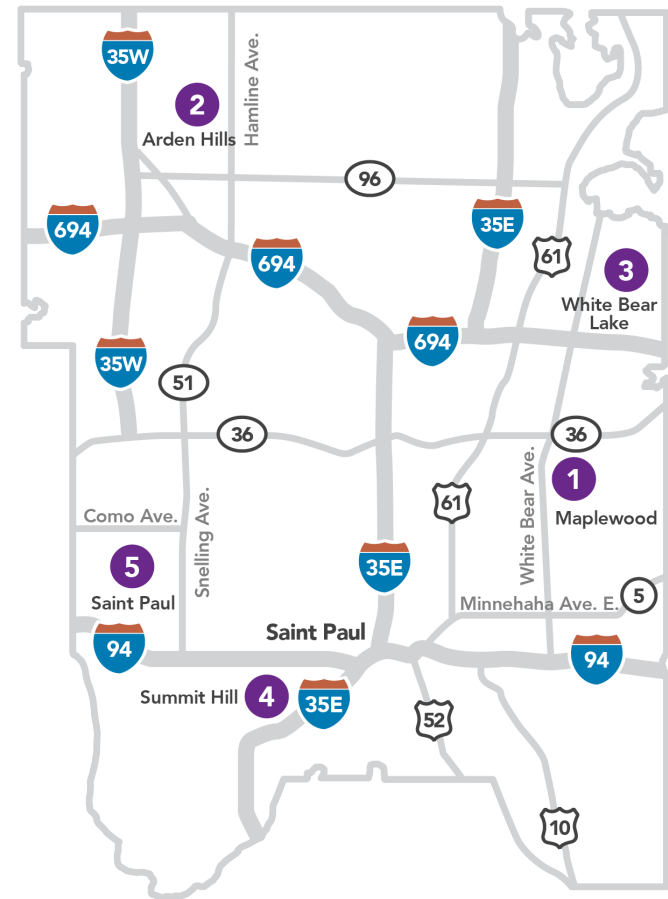 35W
Hamline Ave.
2
Arden Hills
96
694
35E
61
694
3
White Bear
Lake
694
35W
51
36
36
White Bear Ave.
1
Maplewood
61
Snelling Ave.
Como Ave.
5
Saint Paul
35E
5
Minnehaha Ave. E.
Saint Paul
94
94
Summit Hill
4
35E
52
10